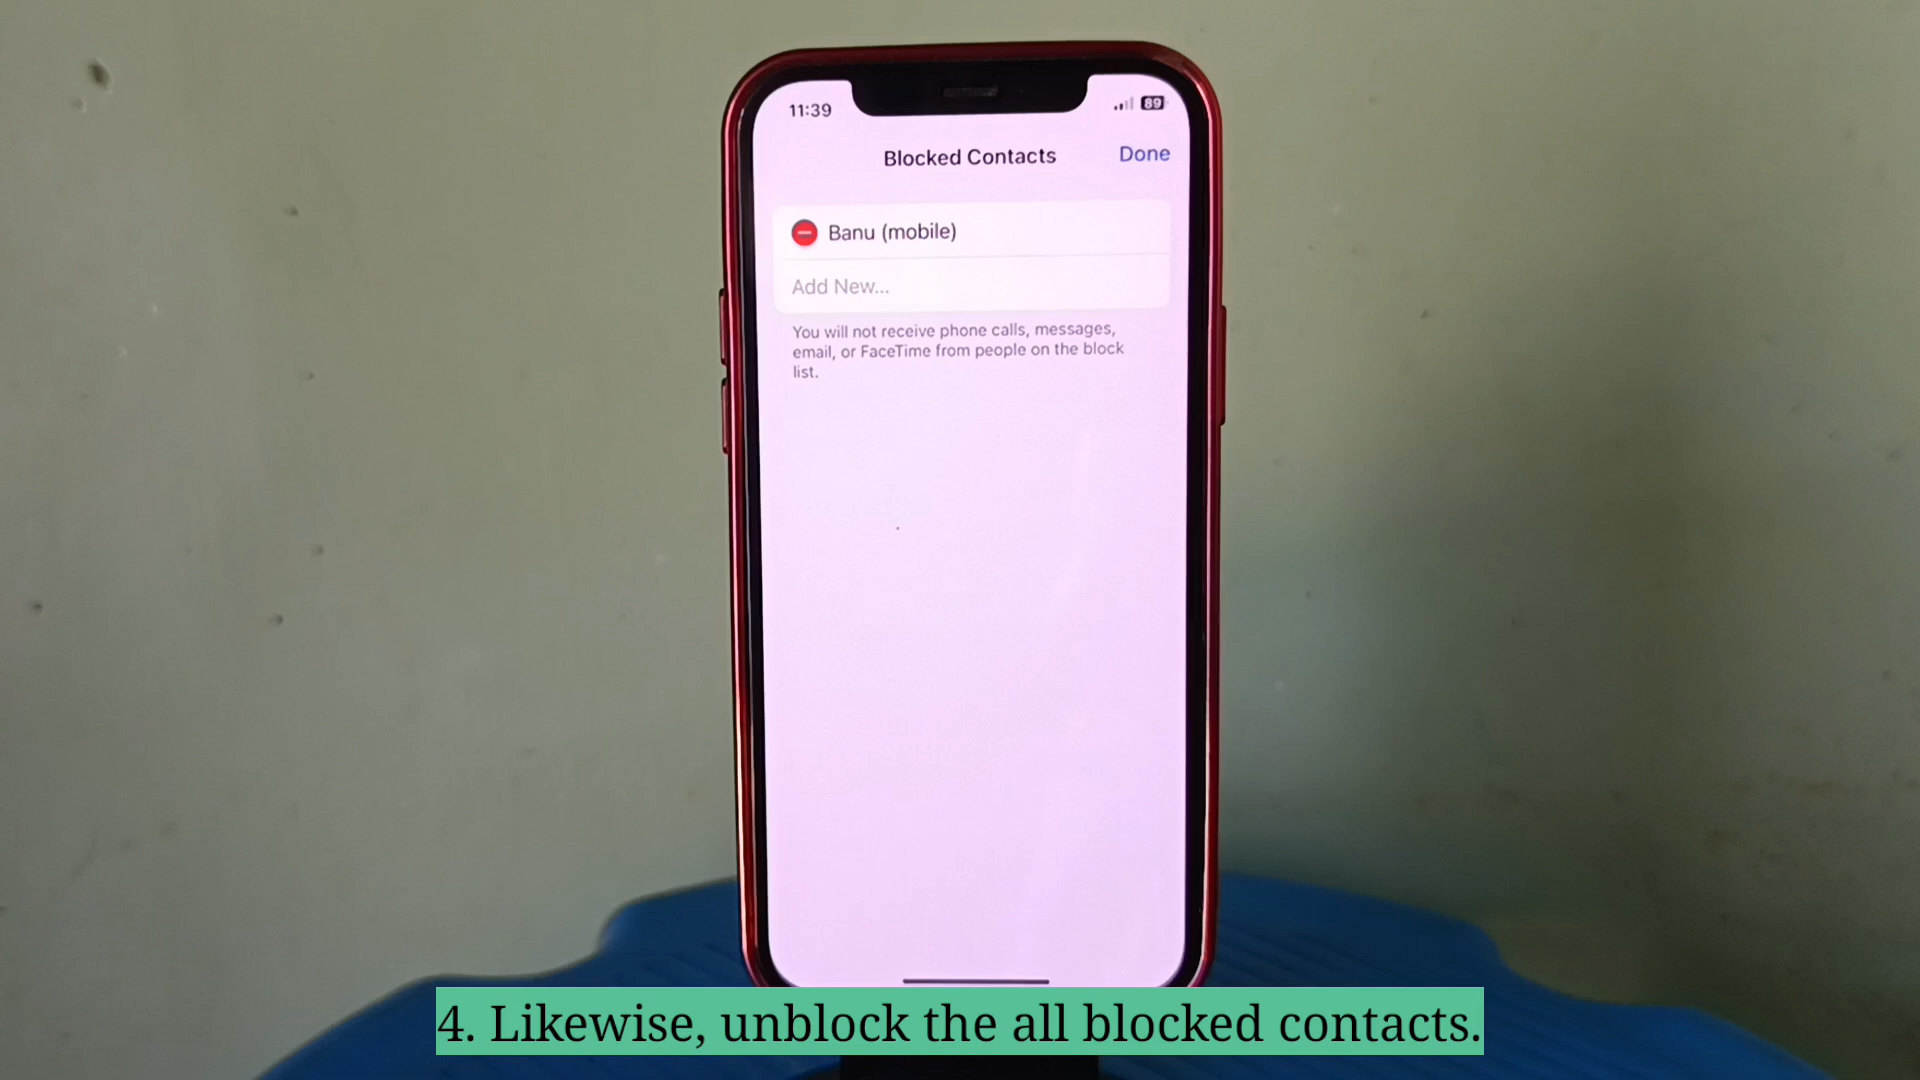 11:39
89
Blocked Contacts
Done
Banu (mobile)
Add New...
You will not receive phone calls, messages,
email, or FaceTime from people on the block
list.
4. Likewise, unblock the all blocked contacts.